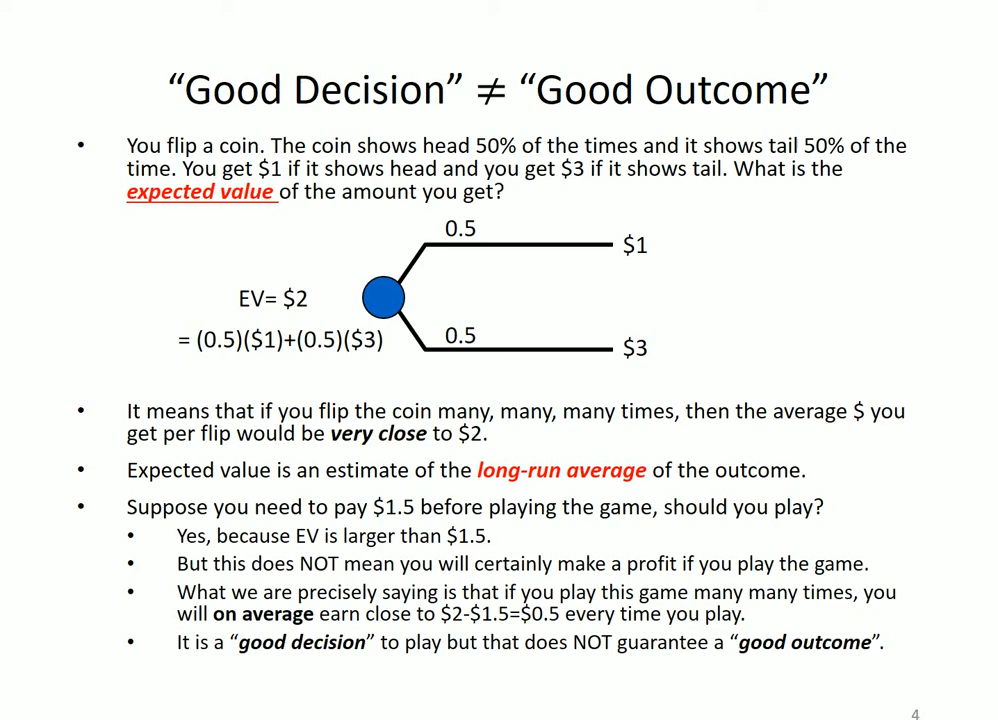 “Good Decision” ≠ “Good Outcome”
• You flip a coin. The coin shows head 50% of the times and it shows tail 50% of the
time. You get $1 if it shows head and you get $3 if it shows tail. What is the
expected value of the amount you get?
0.5
$1
EV= $2
= (0.5)($1)+(0.5)($3)
0.5
$3
• It means that if you flip the coin many, many, many times, then the average $ you
get per flip would be very close to $2.
• Expected value is an estimate of the long-run average of the outcome.
• Suppose you need to pay $1.5 before playing the game, should you play?
• Yes, because EV is larger than $1.5.
• But this does NOT mean you will certainly make a profit if you play the game.
• What we are precisely saying is that if you play this game many many times, you
will on average earn close to $2-$1.5=$0.5 every time you play.
• It is a “good decision” to play but that does NOT guarantee a “good outcome”.
4